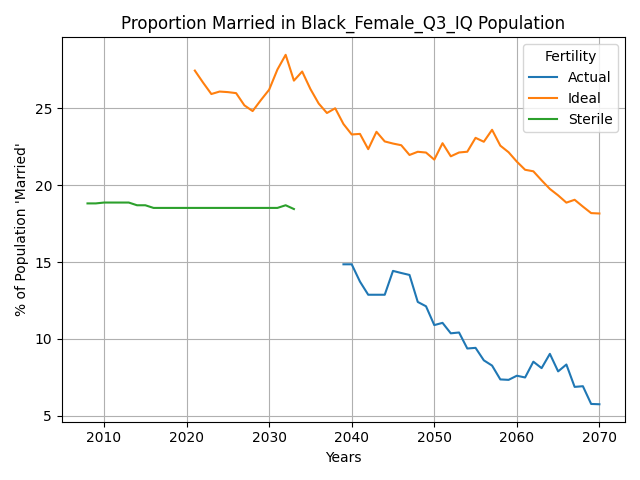 Proportion Married in Black_Female_Q3_IQ Population
% of Population 'Married'
25
20
15
10
5
Fertility
Actual
Ideal
Sterile
2010 2020 2030 2040 2050 2060 2070
Years